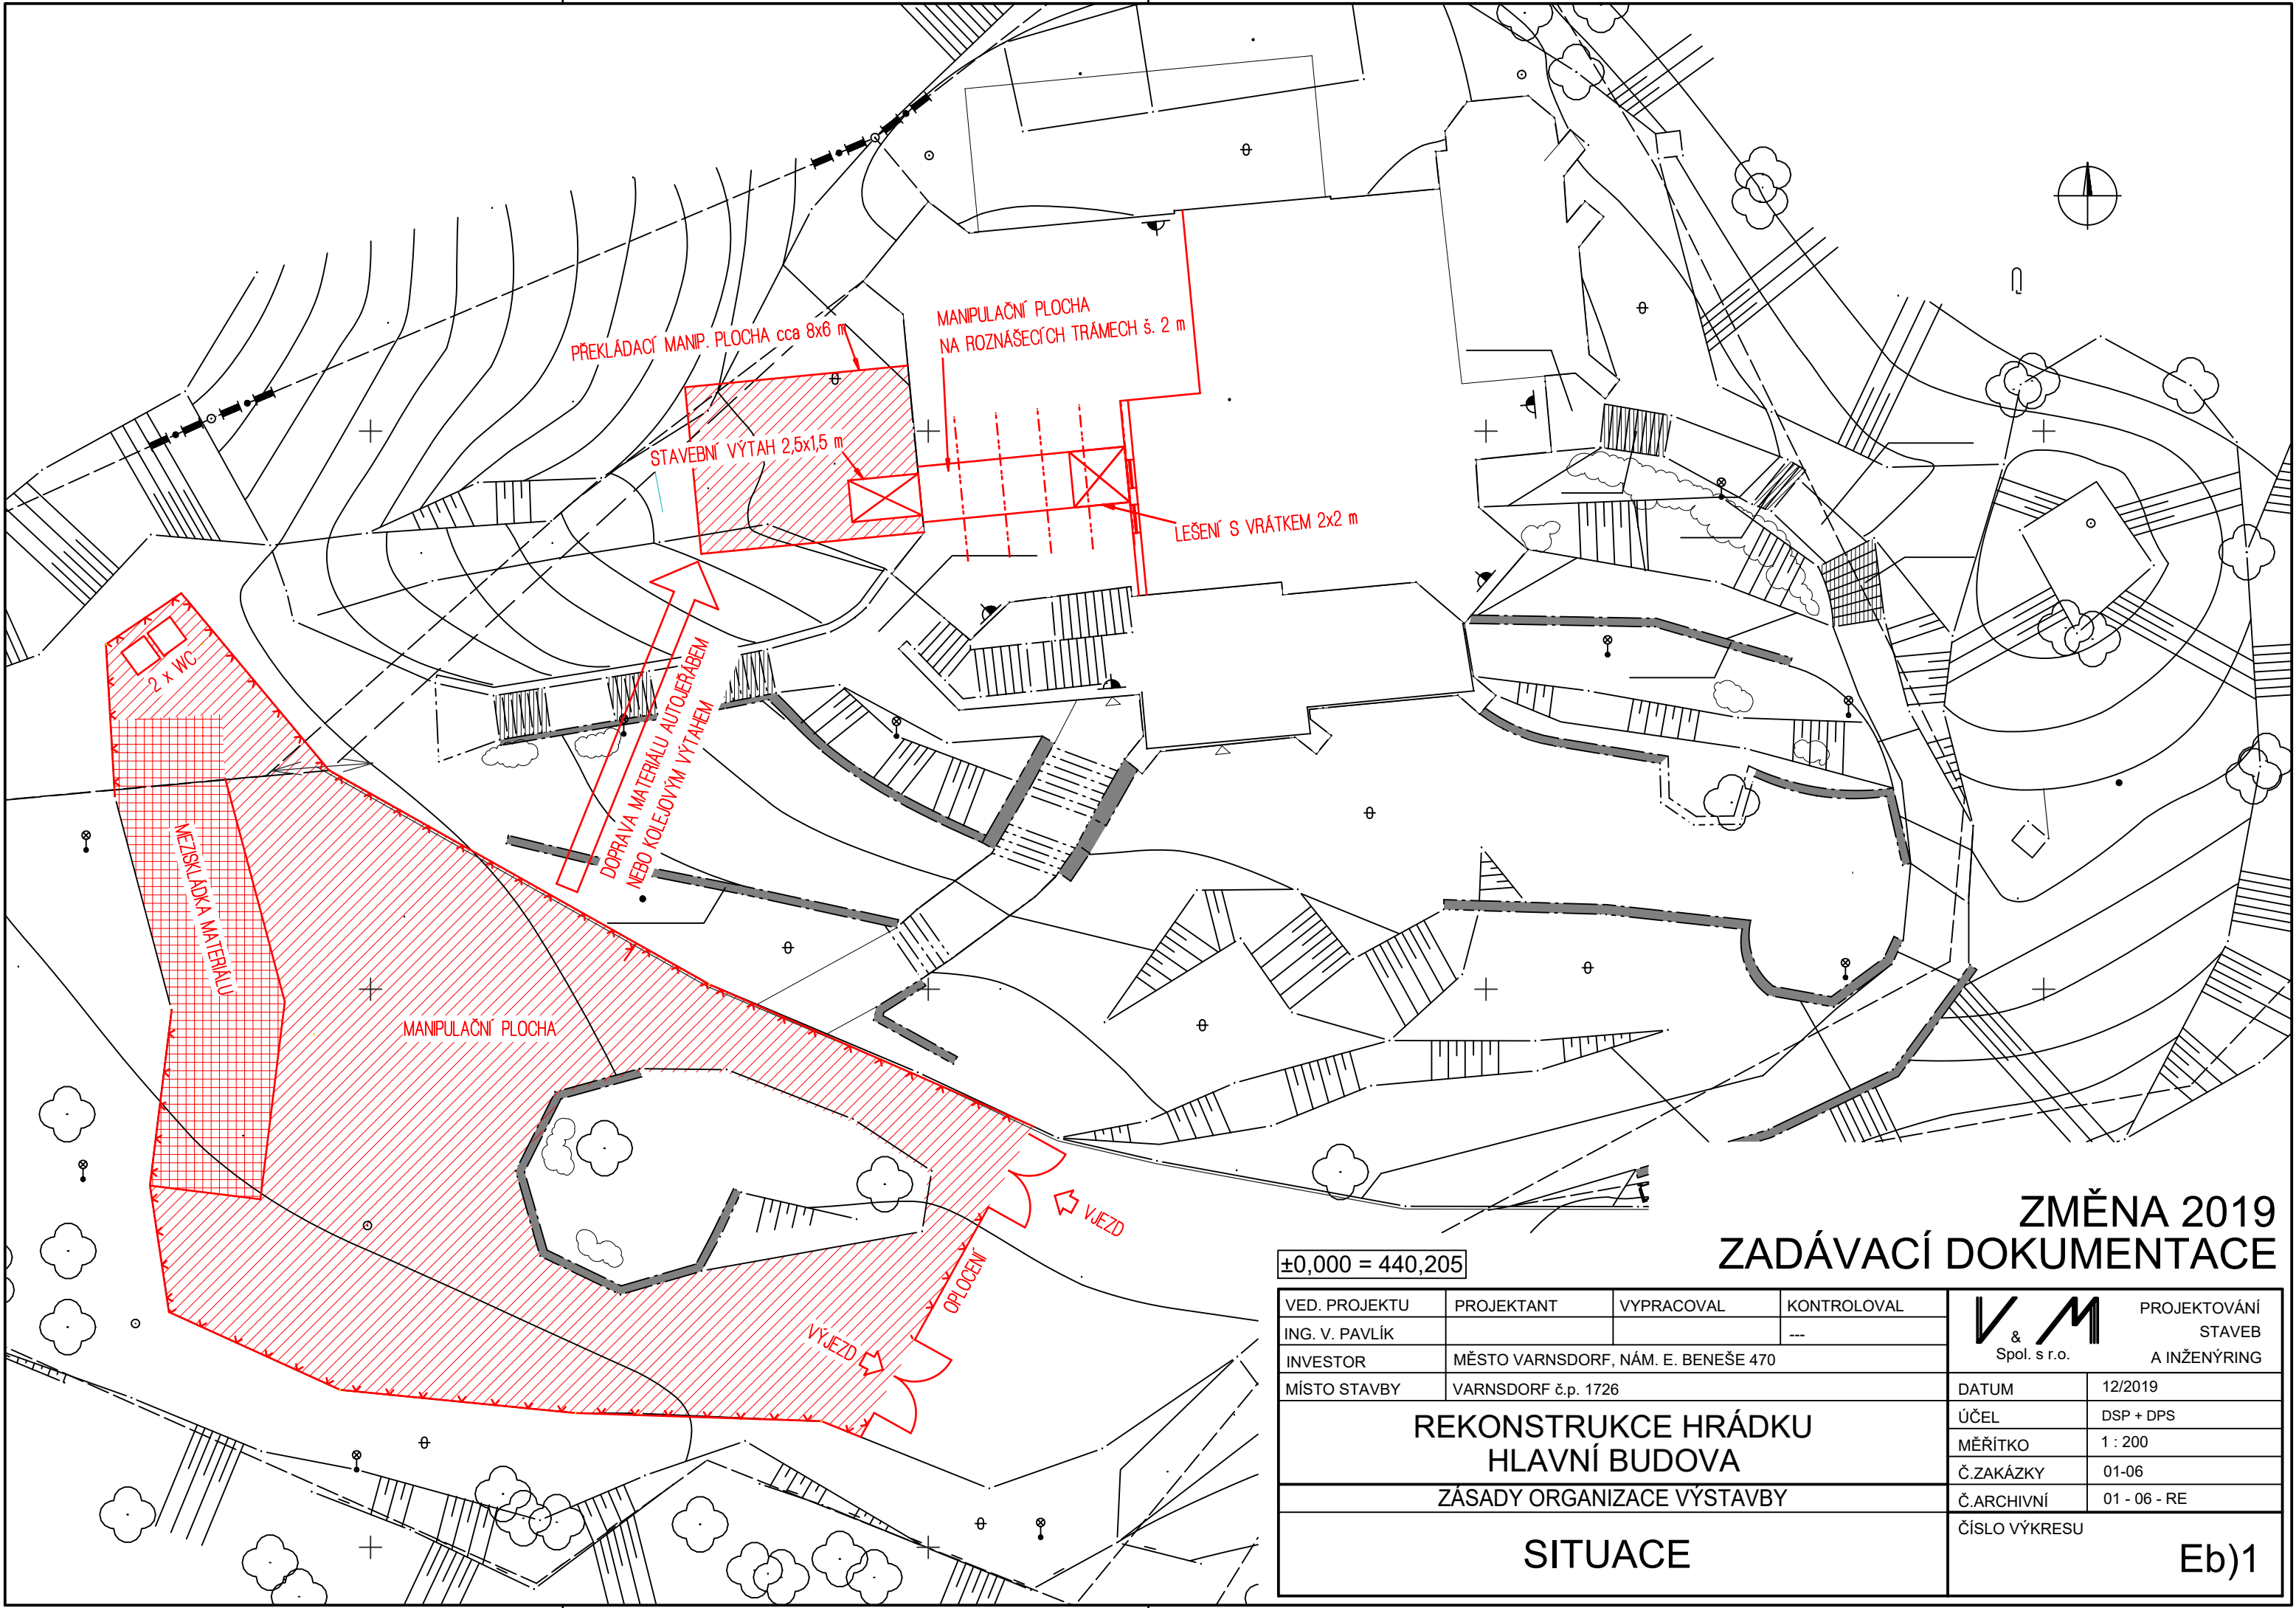 MANIPULAČNÍ PLOCHA
NA ROZNÁŠECÍCH TRÁMECH š. 2 m
PŘEKLÁDACÍ MANIP. PLOCHA cca 8x6 m
STAVEBNÍ VÝTAH 2,5x1,5 m
LEŠENÍ S VRÁTKEM 2x2 m
2 x WC
DOPRAVA MATERIÁLU AUTOJEŘÁBEM
NEBO KOLEJOVÝM VÝTAHEM
MEZISKLÁDKA MATERIÁLU
MANIPULAČNÍ PLOCHA
VJEZD
OPLOCENÍ
VÝJEZD
ZMĚNA 2019
ZADÁVACÍ DOKUMENTACE
±0,000 = 440,205
VED. PROJEKTU PROJEKTANT VYPRACOVAL KONTROLOVAL
ING. V. PAVLÍK ---
INVESTOR MĚSTO VARNSDORF, NÁM. E. BENEŠE 470
MÍSTO STAVBY VARNSDORF č.p. 1726
REKONSTRUKCE HRÁDKU
HLAVNÍ BUDOVA
ZÁSADY ORGANIZACE VÝSTAVBY
SITUACE
V & M
Spol. s r.o.
PROJEKTOVÁNÍ
STAVEB
A INŽENÝRING
DATUM 12/2019
ÚČEL DSP + DPS
MĚŘÍTKO 1 : 200
Č.ZAKÁZKY 01-06
Č.ARCHIVNÍ 01 - 06 - RE
ČÍSLO VÝKRESU
Eb)1